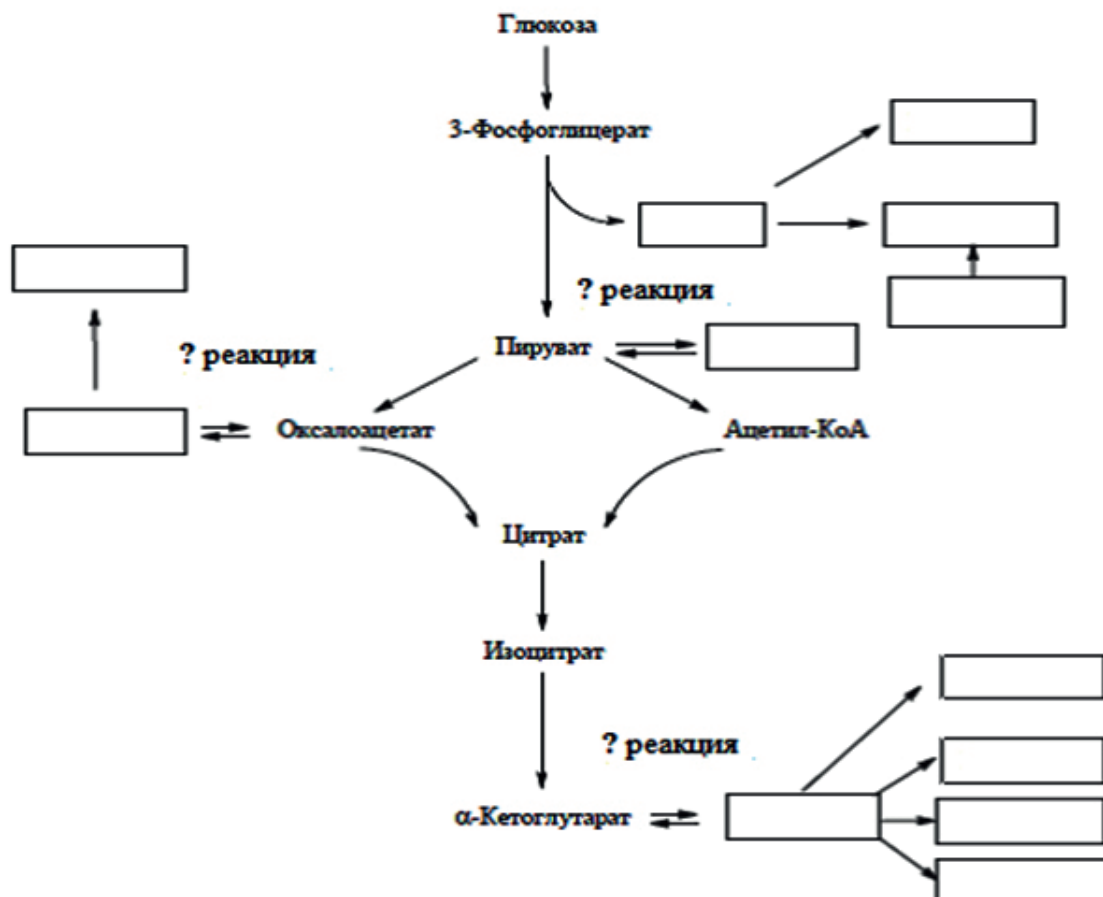 Глюкоза
3-Фосфоглицерат
? реакция
Пируват
? реакция
Оксалоацетат
Ацетил-КоА
Цитрат
Изоцитрат
? реакция
α-Кетоглутарат